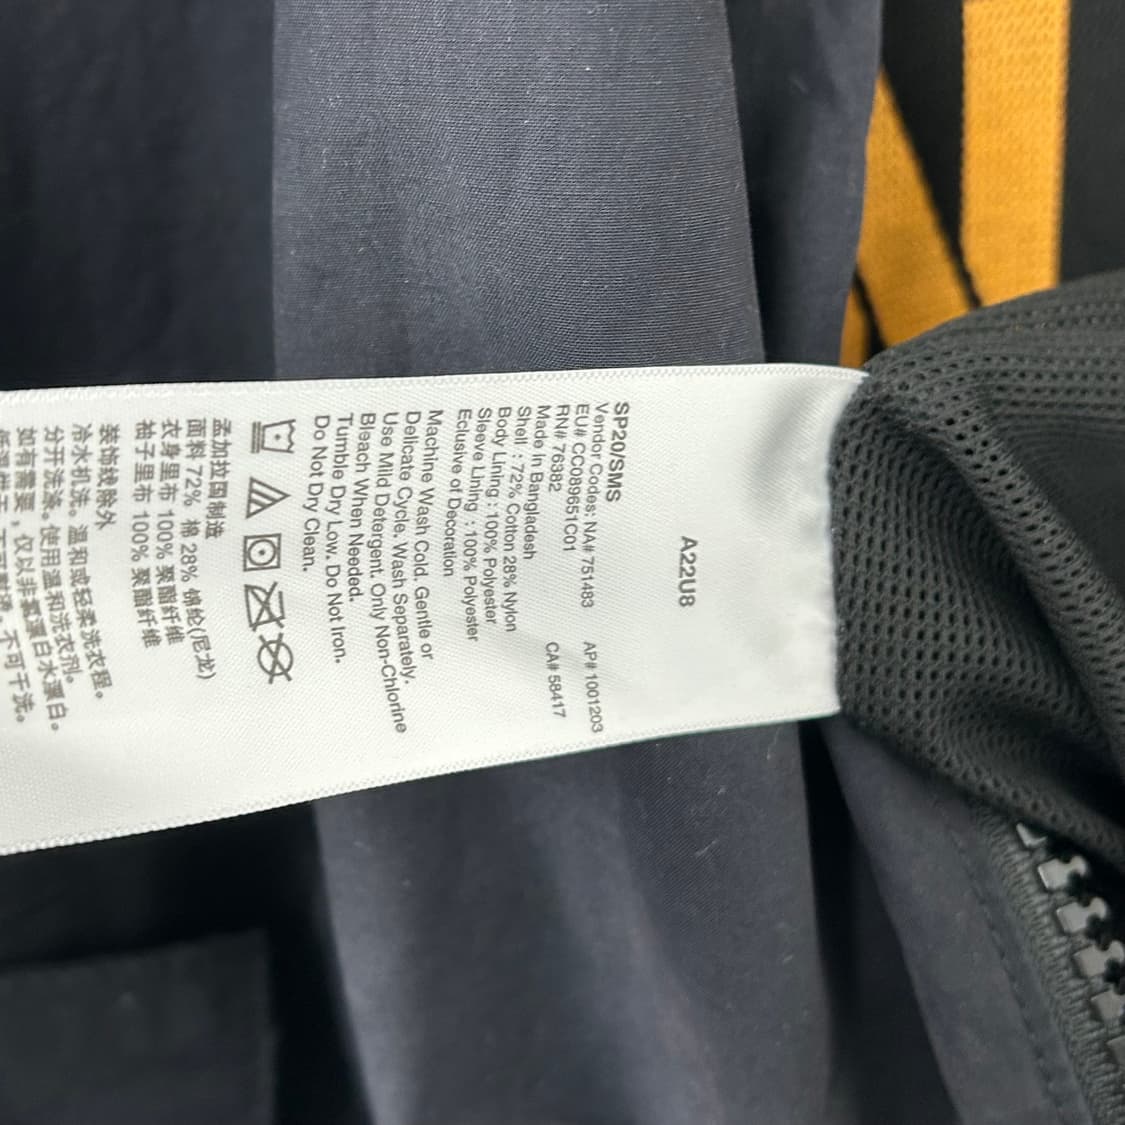 A22U8
SP20/SMS
Vendor Codes: NA# 751483 AP# 1001203
EU# CC089651C01
RN# 76382 CA# 58417
Made in Bangladesh
Shell : 72% Cotton 28% Nylon
Body Lining : 100% Polyester
Sleeve Lining : 100% Polyester
Eclusive of Decoration
Machine Wash Cold. Gentle or
Delicate Cycle. Wash Separately.
Use Mild Detergent. Only Non-Chlorine
Bleach When Needed.
Tumble Dry Low. Do Not Iron.
Do Not Dry Clean.
孟加拉国制造
面料 72% 棉 28% 锦纶(尼龙)
衣身里布 100% 聚酯纤维
袖子里布 100% 聚酯纤维
装饰线除外
冷水机洗。温和或轻柔洗衣程。
分开洗涤。使用温和洗衣剂。
如有需要，仅以非氯漂白水漂白。
不可干洗。